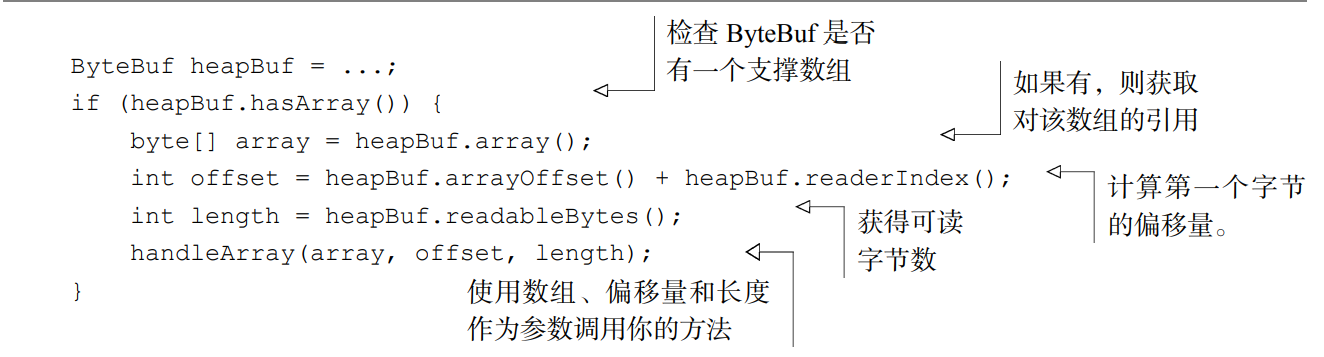 检查 ByteBuf 是否
有一个支撑数组
ByteBuf heapBuf = ...;
if (heapBuf.hasArray()) {
如果有，则获取
对该数组的引用
    byte[] array = heapBuf.array();
    int offset = heapBuf.arrayOffset() + heapBuf.readerIndex();
计算第一个字节
的偏移量。
    int length = heapBuf.readableBytes();
获得可读
字节数
    handleArray(array, offset, length);
}
使用数组、偏移量和长度
作为参数调用你的方法